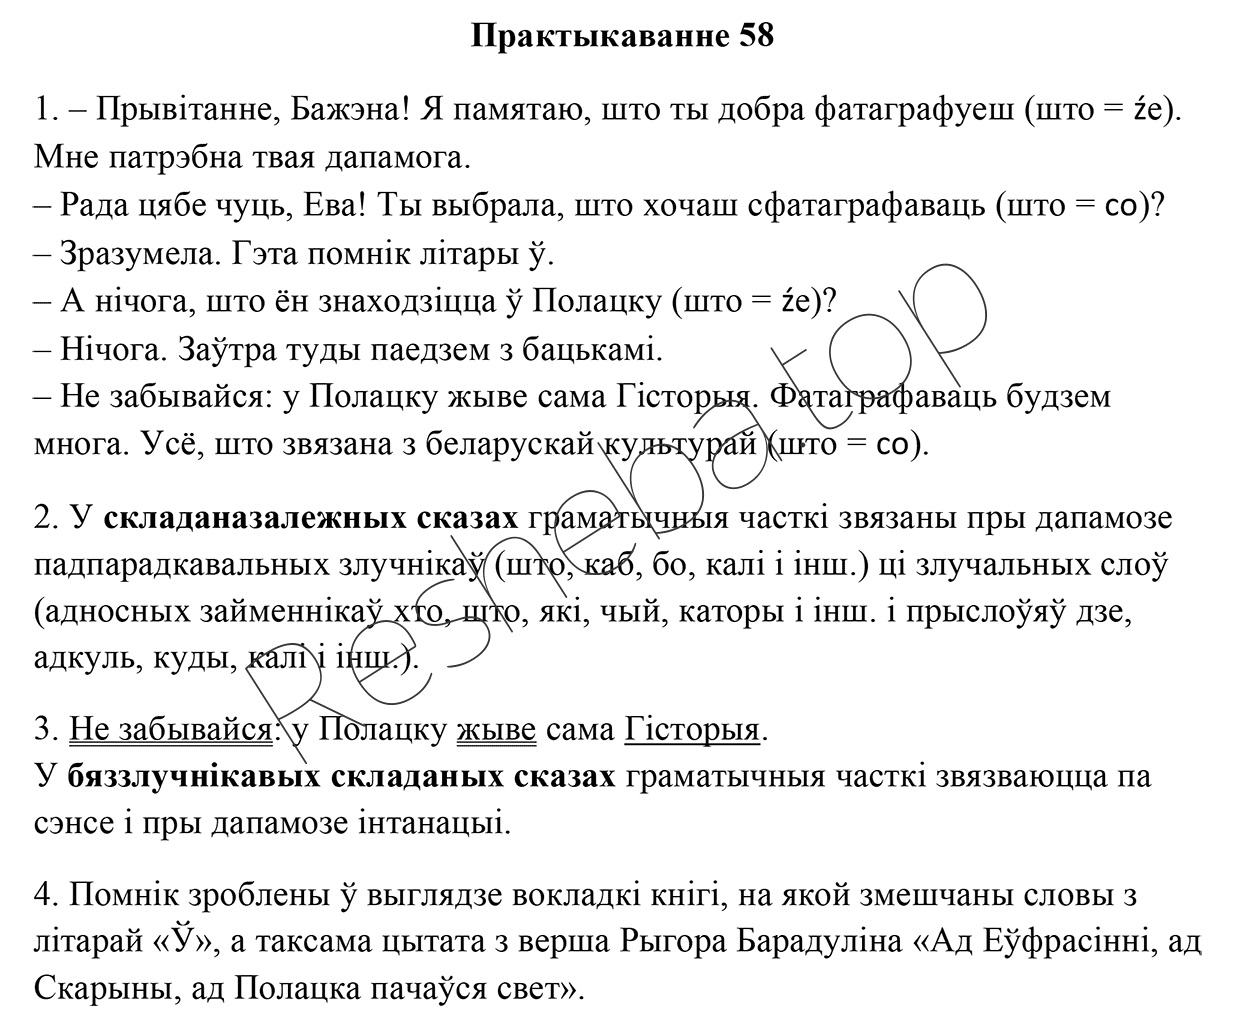 Практыкаванне 58
1. – Прывітанне, Бажэна! Я памятаю, што ты добра фатаграфуеш (што = źe).
Мне патрэбна твая дапамога.
– Рада цябе чуць, Ева! Ты выбрала, што хочаш сфатаграфаваць (што = co)?
– Зразумела. Гэта помнік літары ў.
– А нічога, што ён знаходзіцца ў Полацку (што = źe)?
– Нічога. Заўтра туды паедзем з бацькамі.
– Не забывайся: у Полацку жыве сама Гісторыя. Фатаграфаваць будзем
многа. Усё, што звязана з беларускай культурай (што = co).
2. У складаназалежных сказах граматычныя часткі звязаны пры дапамозе
падпарадкавальных злучнікаў (што, каб, бо, калі і інш.) ці злучальных слоў
(адносных займеннікаў хто, што, які, чый, каторы і інш. і прыслоўяў дзе,
адкуль, куды, калі і інш.).
3. Не забывайся: у Полацку жыве сама Гісторыя.
У бяззлучнікавых складаных сказах граматычныя часткі звязваюцца па
сэнсе і пры дапамозе інтанацыі.
4. Помнік зроблены ў выглядзе вокладкі кнігі, на якой змешчаны словы з
літарай «Ў», а таксама цытата з верша Рыгора Барадуліна «Ад Еўфрасінні, ад
Скарыны, ад Полацка пачаўся свет».
Resheba.top